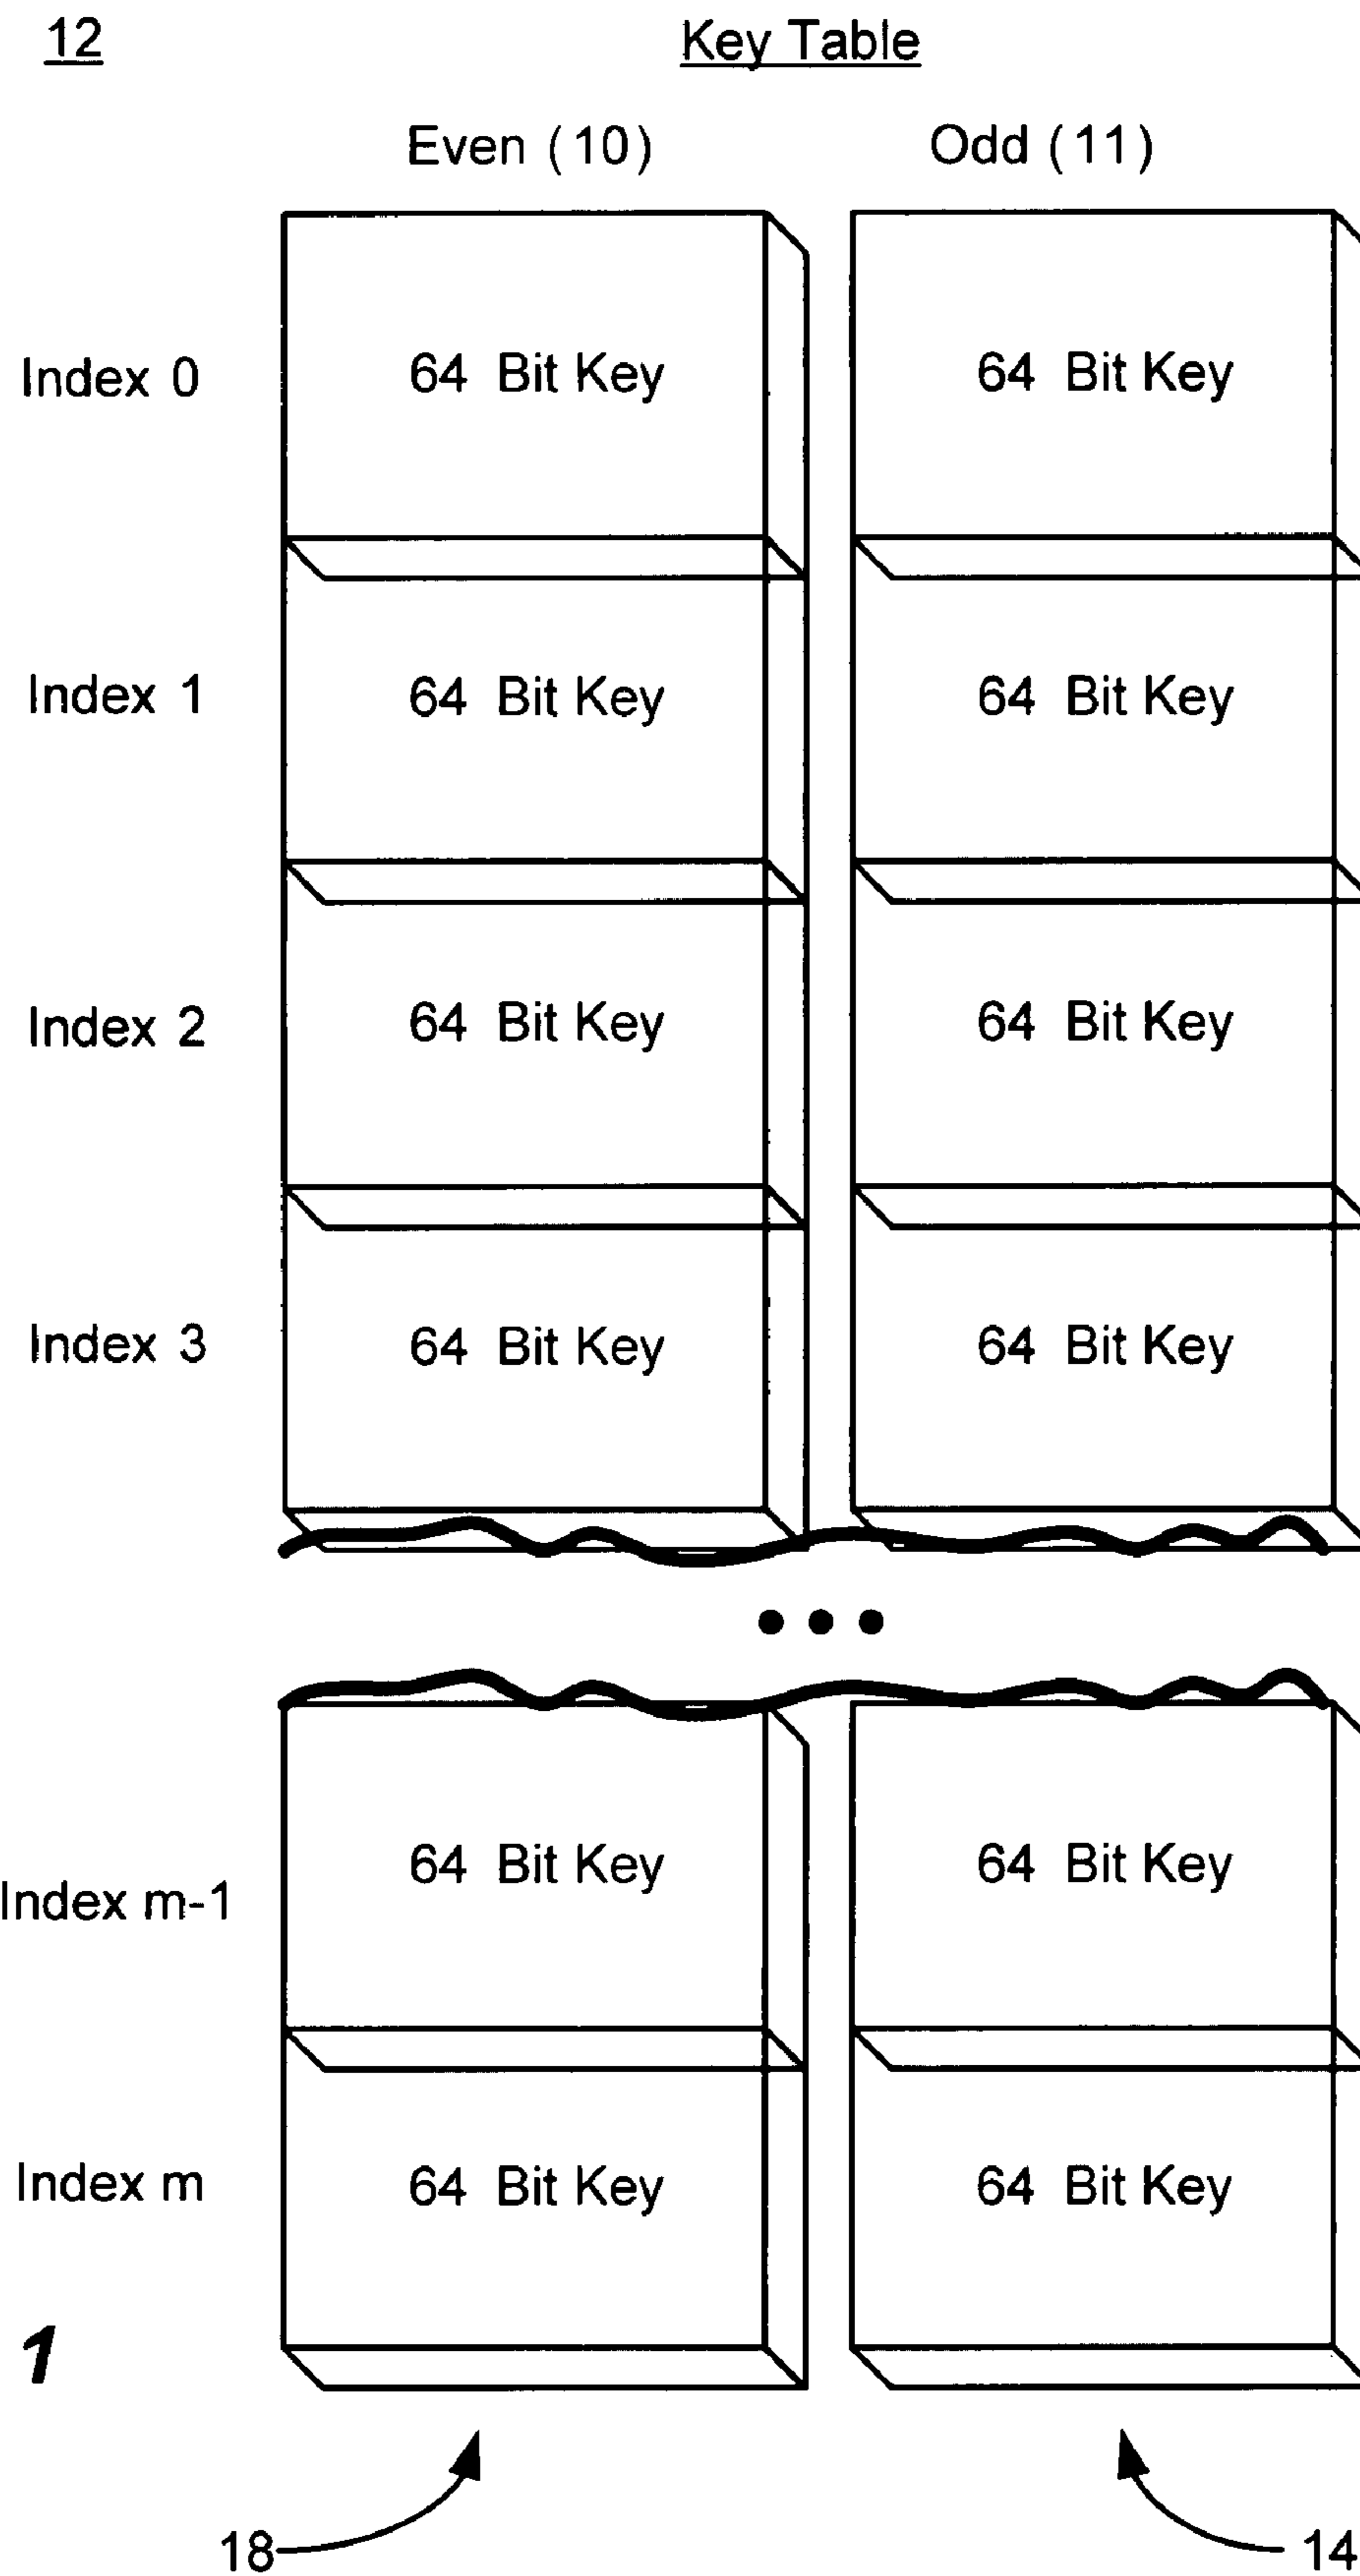 12
Key Table
Even (10) Odd (11)
Index 0 64 Bit Key 64 Bit Key
Index 1 64 Bit Key 64 Bit Key
Index 2 64 Bit Key 64 Bit Key
Index 3 64 Bit Key 64 Bit Key
Index m-1 64 Bit Key 64 Bit Key
Index m 64 Bit Key 64 Bit Key
1
18 14